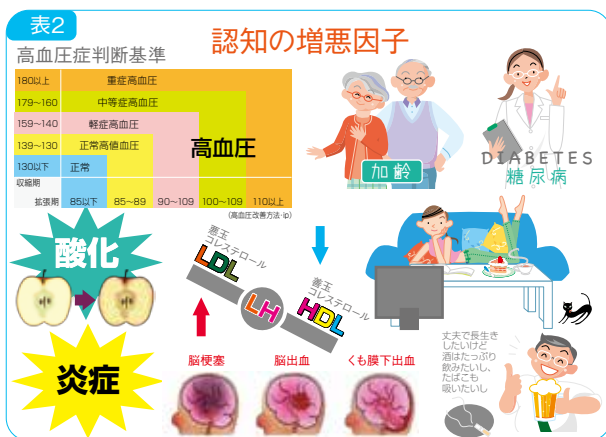 表2
認知の増悪因子
高血圧症判断基準
180以上 重症高血圧
179〜160 中等症高血圧
159〜140 軽症高血圧
139〜130 正常高値血圧
高血圧
130以下 正常
収縮期
拡張期 85以下 85〜89 90〜109 100〜109 110以上
(高血圧改善方法・ip)
加齢
DIABETES
糖尿病
酸化
悪玉
コレステロール
LDL
LH
善玉
コレステロール
HDL
炎症
脳梗塞 脳出血 くも膜下出血
丈夫で長生き
したいけど
酒はたっぷり
飲みたいし、
たばこも
吸いたいし